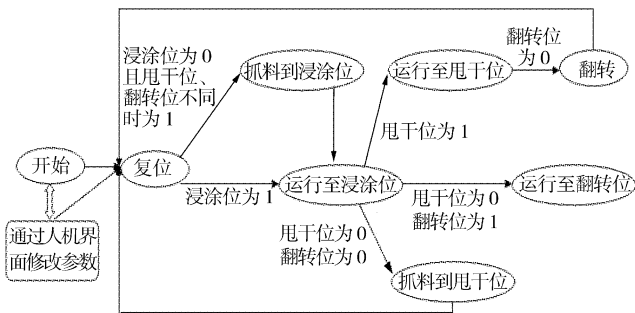 浸涂位为0
且甩干位、
翻转位不同
时为1
抓料到浸涂位
运行至甩干位
翻转位
为0
翻转
甩干位为1
开始
复位
浸涂位为1
运行至浸涂位
甩干位为0
翻转位为1
运行至翻转位
通过人机界
面修改参数
甩干位为0
翻转位为0
抓料到甩干位